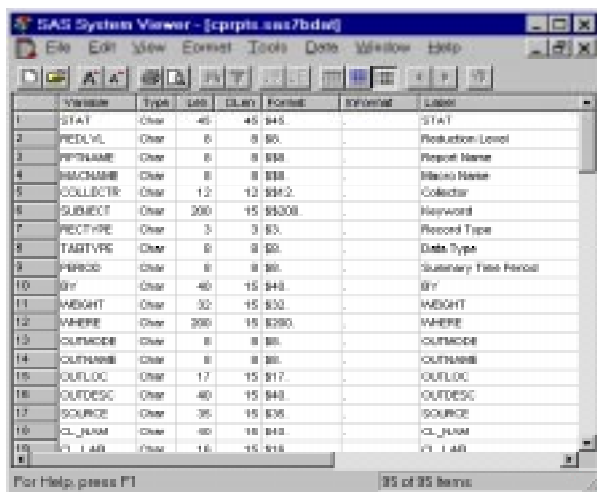 SAS System Viewer - [cprpts.sas7bdat]
File Edit View Format Tools Data Window Help
Variable Type Len DLen Format Informat Label
1 STAT Char 45 45 $45. . STAT
2 REDLVL Char 8 8 $8. . Reduction Level
3 RPTNAME Char 8 8 $$8. . Report Name
4 MACNAME Char 8 8 $$8. . Macro Name
5 COLLECTR Char 12 12 $$12. . Collector
6 SUBJECT Char 200 15 $$200. . Keyword
7 RECTYPE Char 3 3 $3. . Record Type
8 TABTYPE Char 8 8 $8. . Data Type
9 PERIOD Char 8 8 $8. . Summary Time Period
10 BY Char 40 15 $40. . BY
11 WEIGHT Char 32 15 $32. . WEIGHT
12 WHERE Char 200 15 $200. . WHERE
13 OUTMODE Char 8 8 $8. . OUTMODE
14 OUTNAME Char 8 8 $8. . OUTNAME
15 OUTLOC Char 17 15 $17. . OUTLOC
16 OUTDESC Char 40 15 $40. . OUTDESC
17 SOURCE Char 35 15 $35. . SOURCE
18 CL_NAM Char 40 15 $40. . CL_NAM
19 CL_LAB Char 16 15 $16. . CL_LAB
For Help, press F1 95 of 95 Items